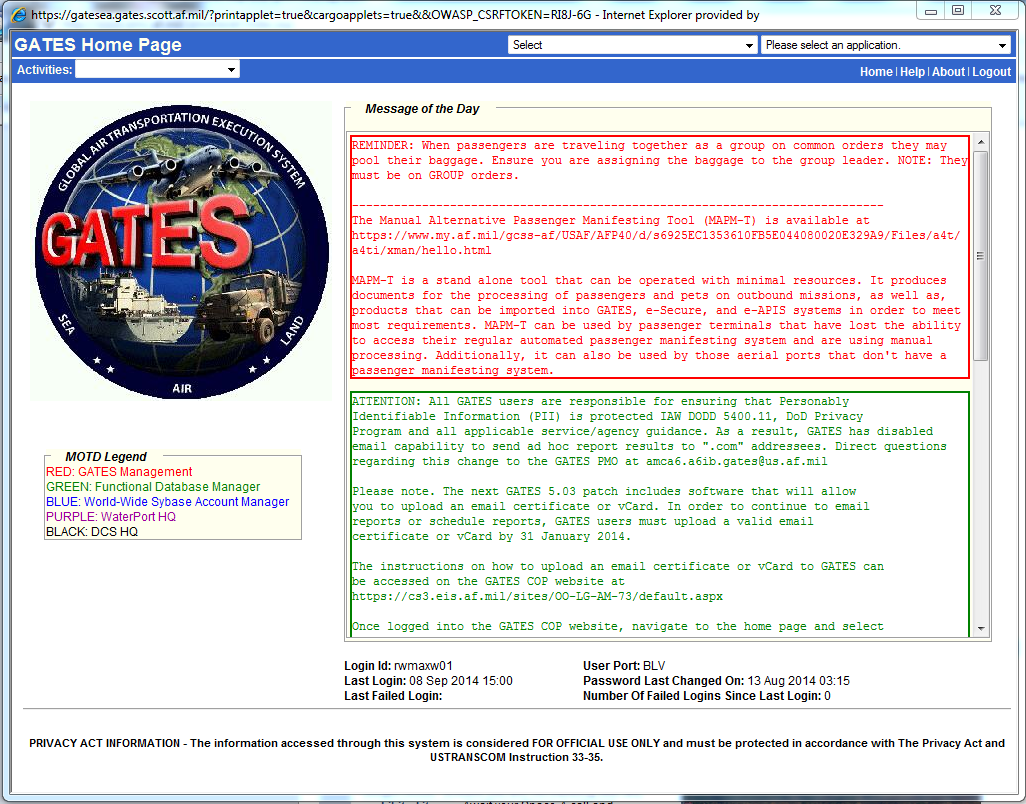 https://gatesea.gates.scott.af.mil/?printapplet=true&cargoapplets=true&&OWASP_CSRFTOKEN=RI8J-6G - Internet Explorer provided by
GATES Home Page
Select
Please select an application.
Activities:
Home | Help | About | Logout
GLOBAL AIR TRANSPORTATION EXECUTION SYSTEM
GATES
SEA
AIR
LAND
Message of the Day
REMINDER: When passengers are traveling together as a group on common orders they may
pool their baggage. Ensure you are assigning the baggage to the group leader. NOTE: They
must be on GROUP orders.
--------------------------------------------------------------------------------
The Manual Alternative Passenger Manifesting Tool (MAPM-T) is available at
https://www.my.af.mil/gcss-af/USAF/AFP40/d/s6925EC1353610FB5E044080020E329A9/Files/a4t/
a4ti/xman/hello.html
MAPM-T is a stand alone tool that can be operated with minimal resources. It produces
documents for the processing of passengers and pets on outbound missions, as well as,
products that can be imported into GATES, e-Secure, and e-APIS systems in order to meet
most requirements. MAPM-T can be used by passenger terminals that have lost the ability
to access their regular automated passenger manifesting system and are using manual
processing. Additionally, it can also be used by those aerial ports that don't have a
passenger manifesting system.
ATTENTION: All GATES users are responsible for ensuring that Personably
Identifiable Information (PII) is protected IAW DODD 5400.11, DoD Privacy
Program and all applicable service/agency guidance. As a result, GATES has disabled
email capability to send ad hoc report results to ".com" addressees. Direct questions
regarding this change to the GATES PMO at amca6.a6ib.gates@us.af.mil
Please note. The next GATES 5.03 patch includes software that will allow
you to upload an email certificate or vCard. In order to continue to email
reports or schedule reports, GATES users must upload a valid email
certificate or vCard by 31 January 2014.
The instructions on how to upload an email certificate or vCard to GATES can
be accessed on the GATES COP website at
https://cs3.eis.af.mil/sites/OO-LG-AM-73/default.aspx
Once logged into the GATES COP website, navigate to the home page and select
MOTD Legend
RED: GATES Management
GREEN: Functional Database Manager
BLUE: World-Wide Sybase Account Manager
PURPLE: WaterPort HQ
BLACK: DCS HQ
Login Id: rwmaxw01
User Port: BLV
Last Login: 08 Sep 2014 15:00
Password Last Changed On: 13 Aug 2014 03:15
Last Failed Login:
Number Of Failed Logins Since Last Login: 0
PRIVACY ACT INFORMATION - The information accessed through this system is considered FOR OFFICIAL USE ONLY and must be protected in accordance with The Privacy Act and
USTRANSCOM Instruction 33-35.